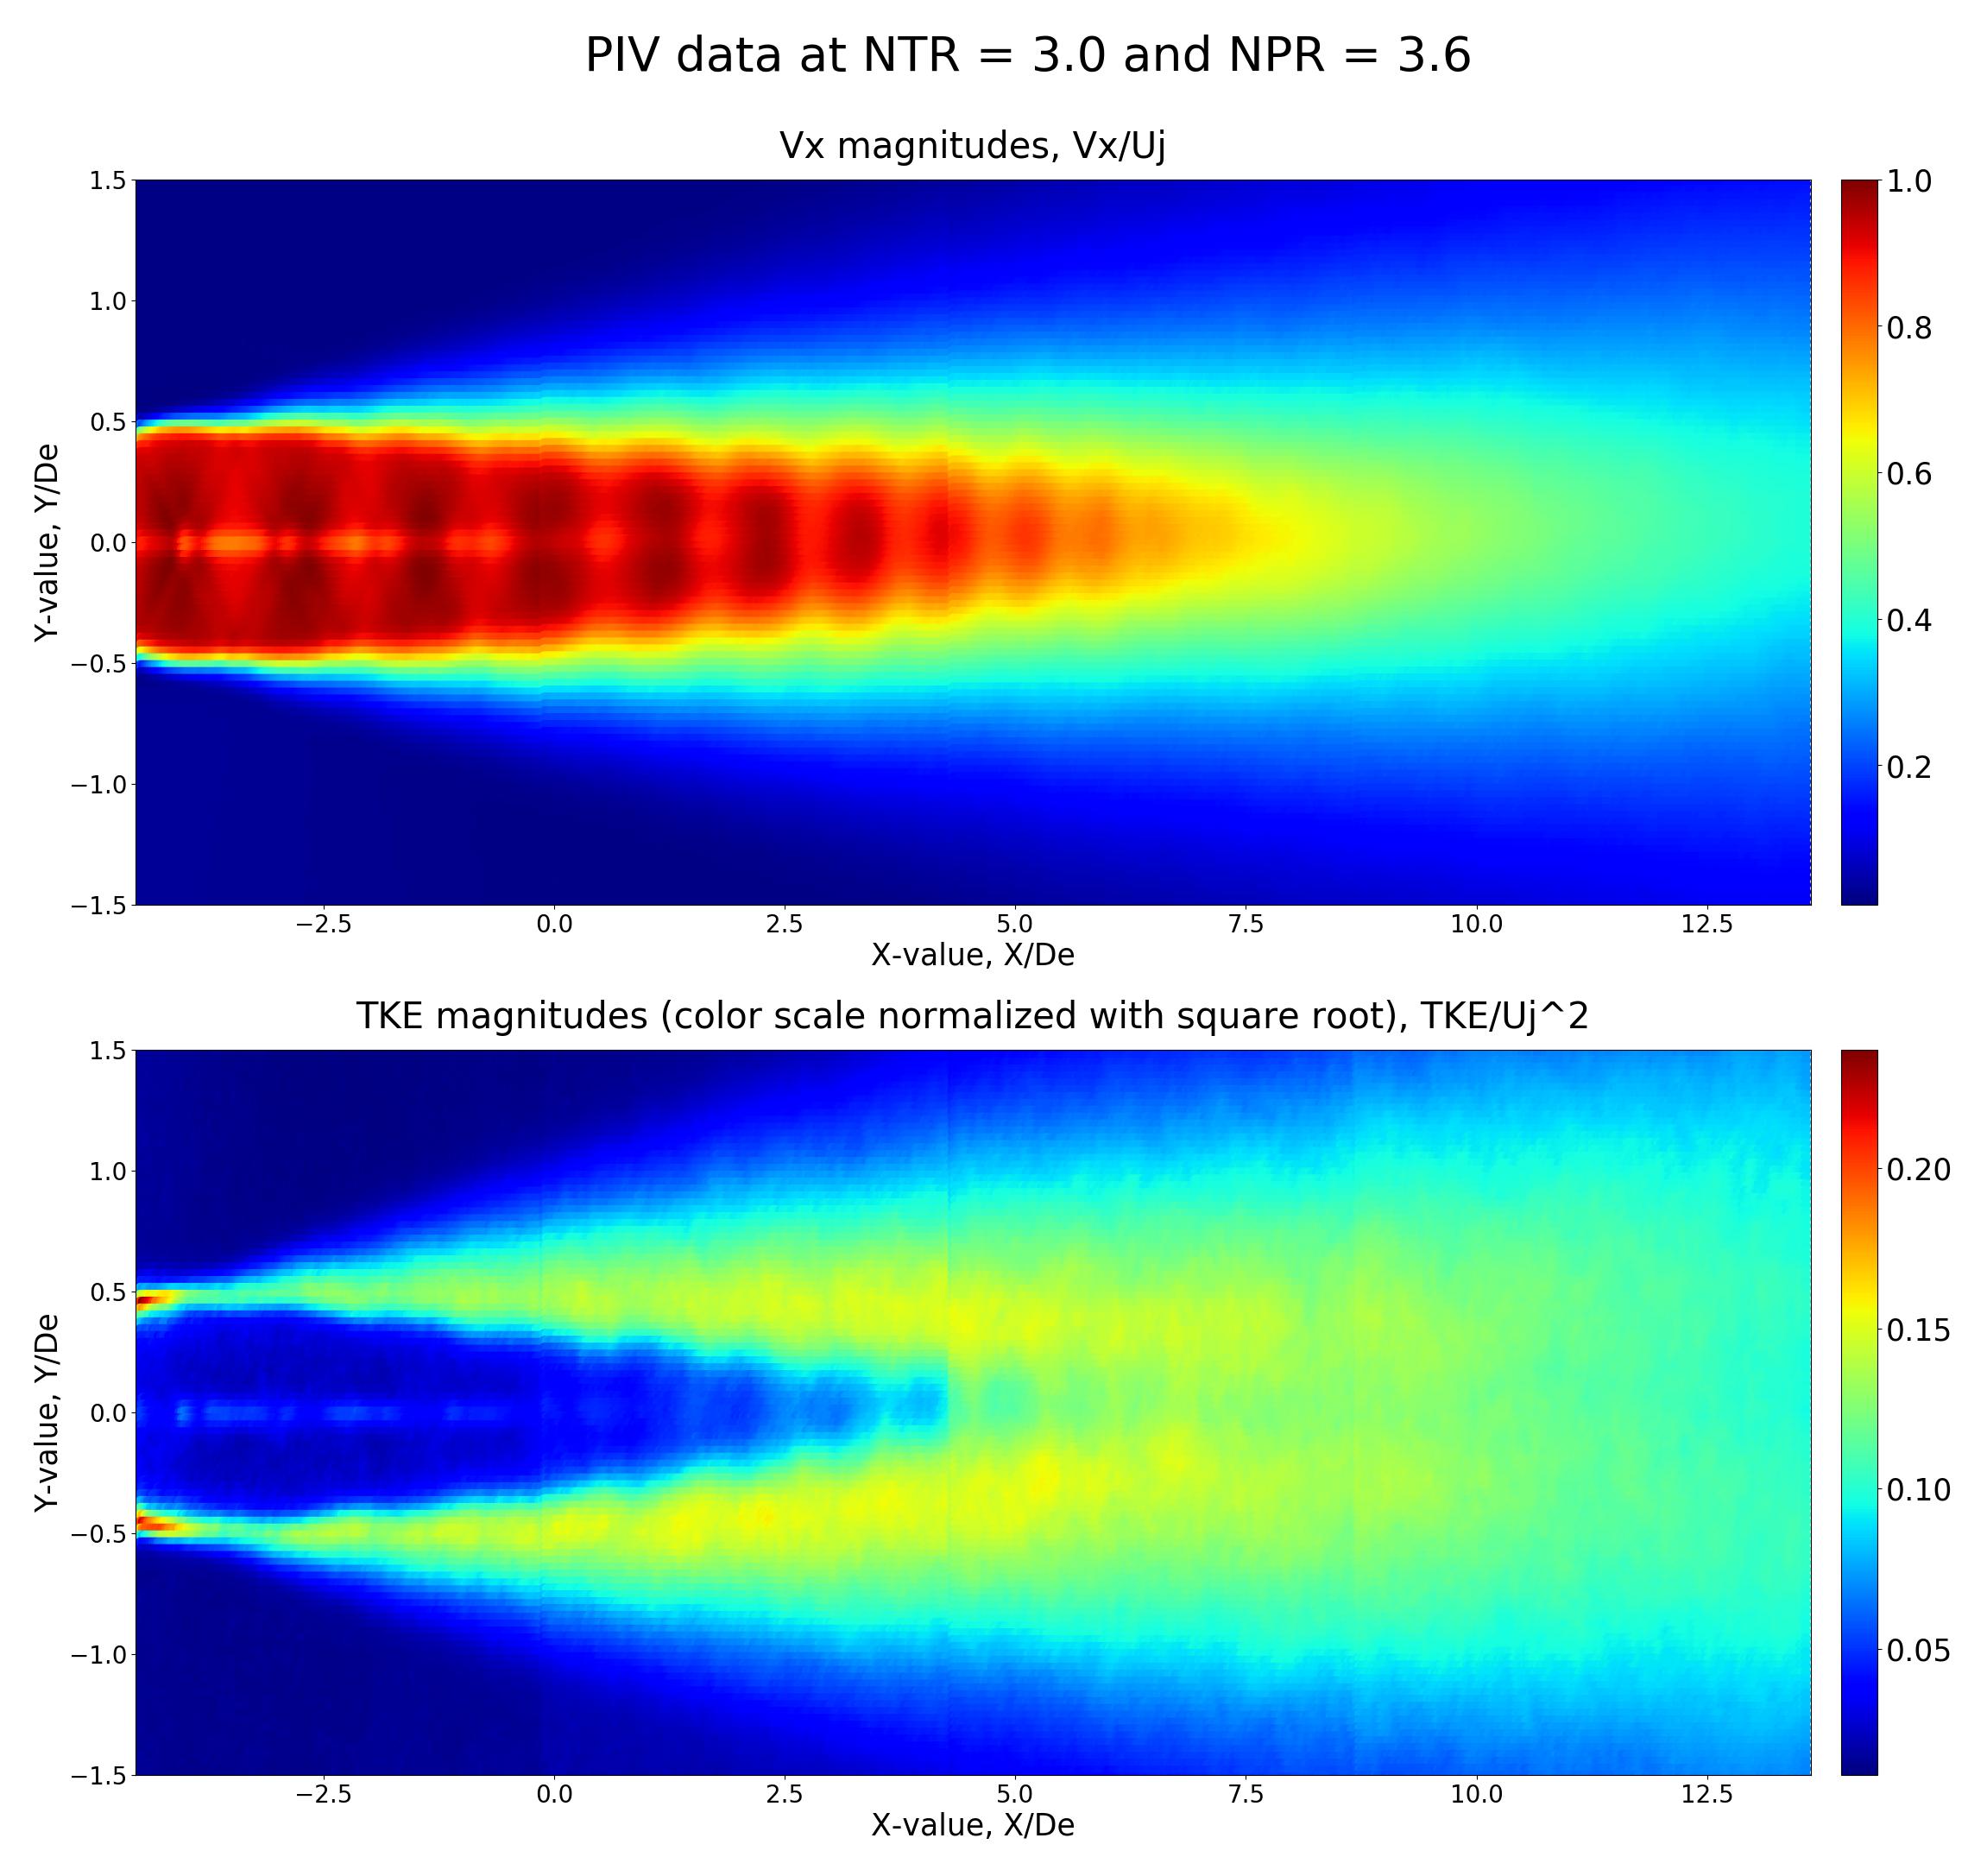 PIV data at NTR = 3.0 and NPR = 3.6
Vx magnitudes, Vx/Uj
1.5
1.0
0.5
0.0
−0.5
−1.0
−1.5
Y-value, Y/De
−2.5 0.0 2.5 5.0 7.5 10.0 12.5
X-value, X/De
1.0
0.8
0.6
0.4
0.2
TKE magnitudes (color scale normalized with square root), TKE/Uj^2
1.5
1.0
0.5
0.0
−0.5
−1.0
−1.5
Y-value, Y/De
−2.5 0.0 2.5 5.0 7.5 10.0 12.5
X-value, X/De
0.20
0.15
0.10
0.05